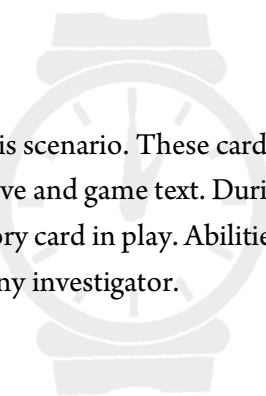 is scenario. These card
ve and game text. Duri
ory card in play. Abilitie
ny investigator.